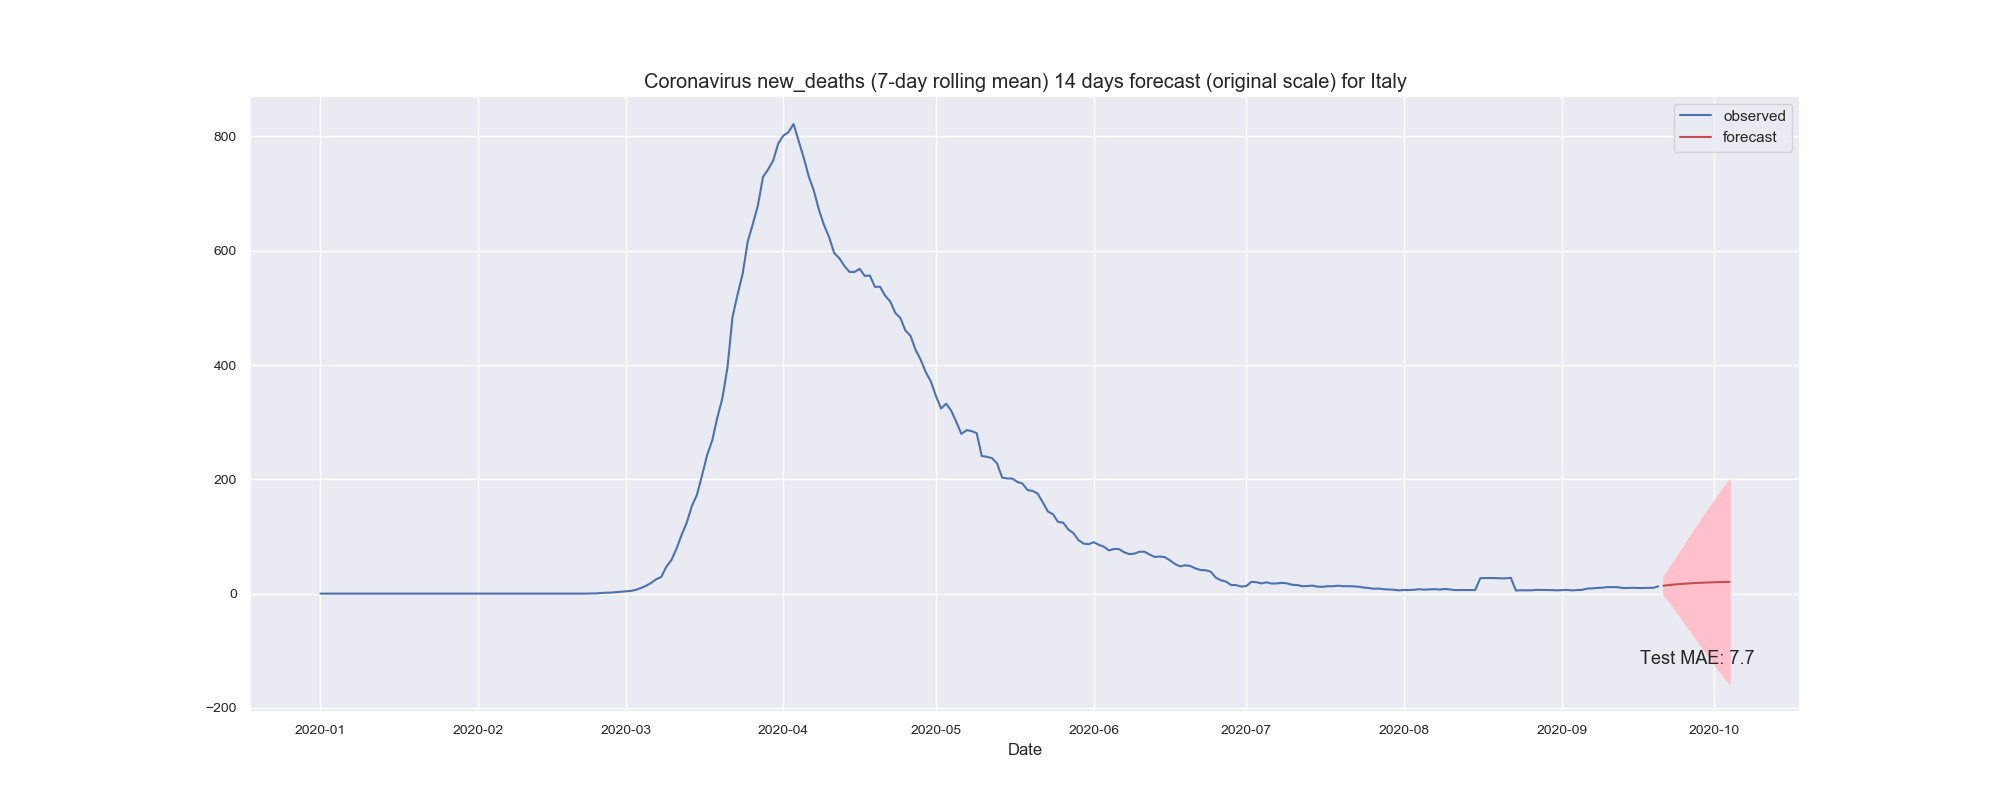 Coronavirus new_deaths (7-day rolling mean) 14 days forecast (original scale) for Italy
observed
forecast
800
600
400
200
0
−200
Test MAE: 7.7
2020-01 2020-02 2020-03 2020-04 2020-05 2020-06 2020-07 2020-08 2020-09 2020-10
Date